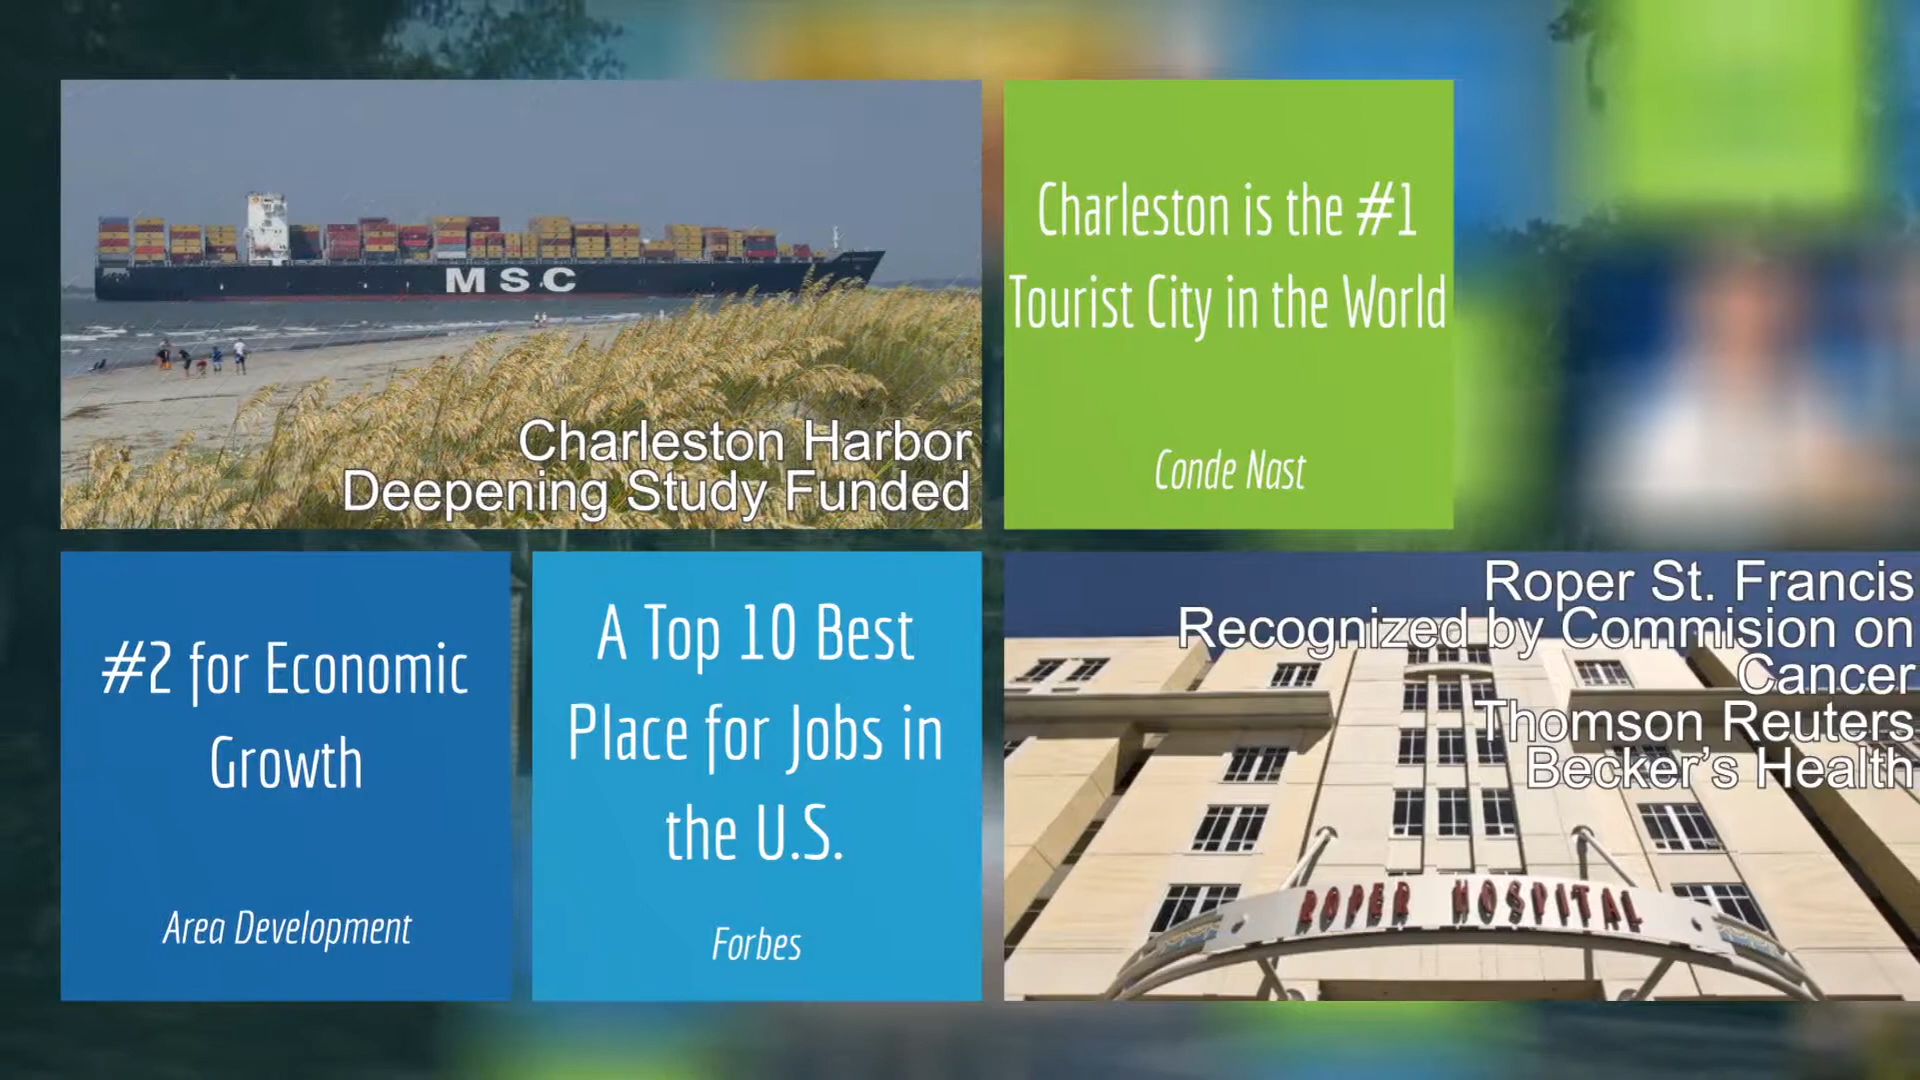 MSC
Charleston Harbor
Deepening Study Funded
Charleston is the #1
Tourist City in the World
Conde Nast
#2 for Economic
Growth
Area Development
A Top 10 Best
Place for Jobs in
the U.S.
Forbes
Roper St. Francis
Recognized by Commision on
Cancer
Thomson Reuters
Becker's Health
ROPER HOSPITAL